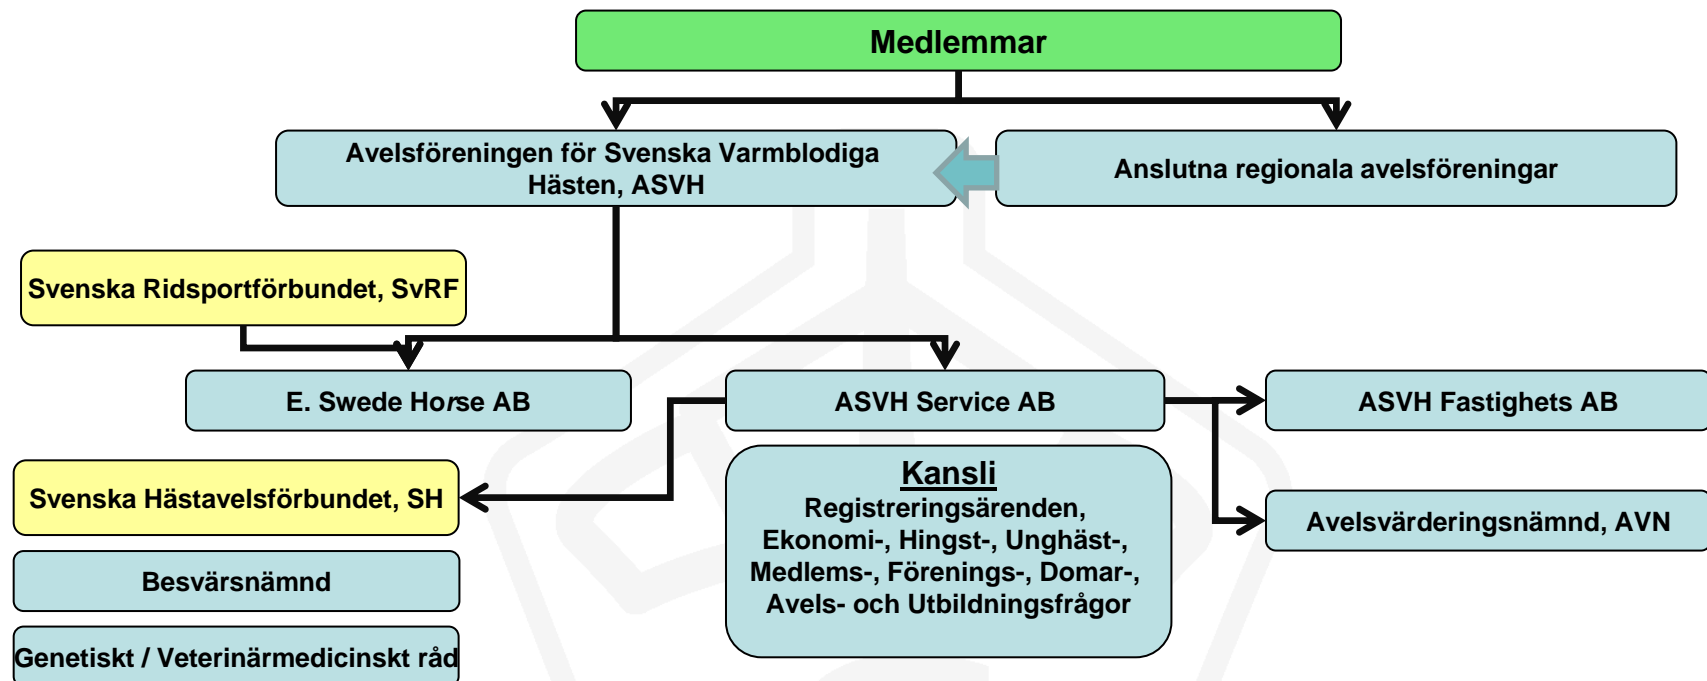 Medlemmar
Avelsföreningen för Svenska Varmblodiga
Hästen, ASVH
Anslutna regionala avelsföreningar
Svenska Ridsportförbundet, SvRF
E. Swede Horse AB
ASVH Service AB
ASVH Fastighets AB
Svenska Hästavelsförbundet, SH
Kansli
Registreringsärenden,
Ekonomi-, Hingst-, Unghäst-,
Medlems-, Förenings-, Domar-,
Avels- och Utbildningsfrågor
Avelsvärderingsnämnd, AVN
Besvärsnämnd
Genetiskt / Veterinärmedicinskt råd